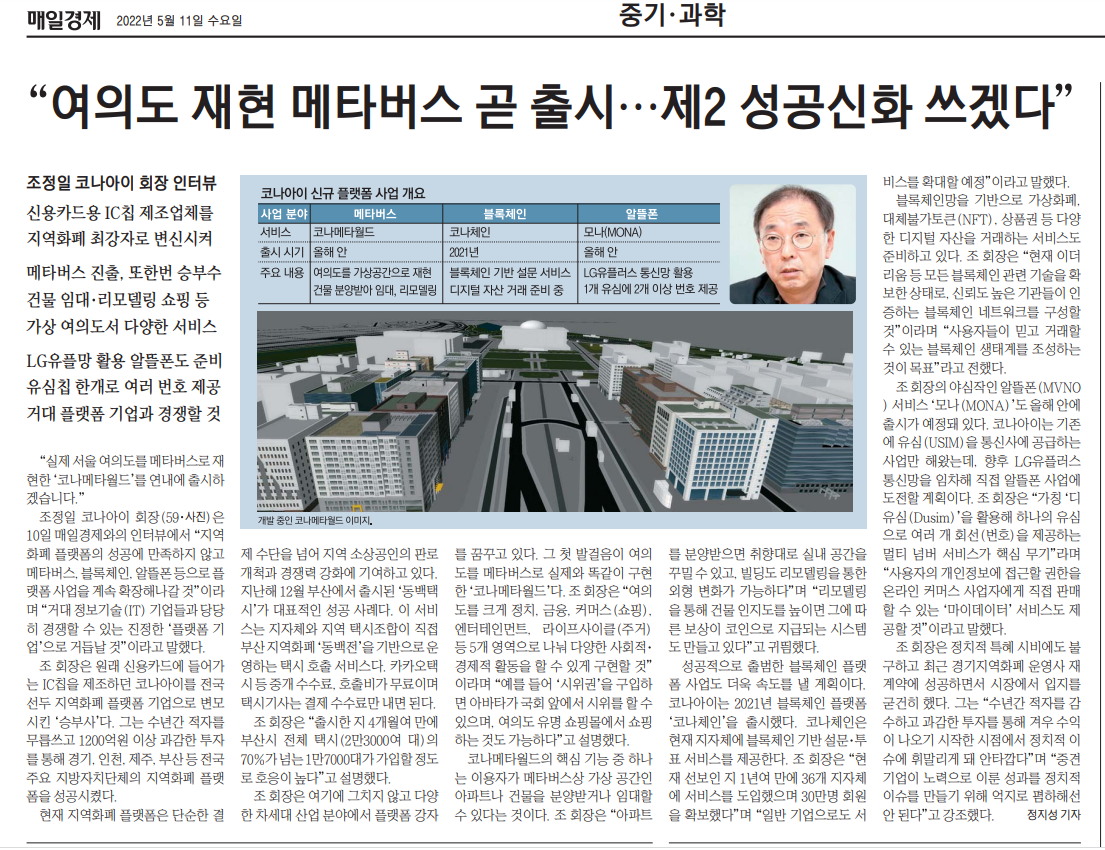 매일경제 2022년 5월 11일 수요일
중기·과학
“여의도 재현 메타버스 곧 출시…제2 성공신화 쓰겠다”
조정일 코나아이 회장 인터뷰
신용카드용 IC칩 제조업체를
지역화폐 최강자로 변신시켜
메타버스 진출, 또한번 승부수
건물 임대·리모델링 쇼핑 등
가상 여의도서 다양한 서비스
LG유플망 활용 알뜰폰도 준비
유심칩 한개로 여러 번호 제공
거대 플랫폼 기업과 경쟁할 것
코나아이 신규 플랫폼 사업 개요
사업 분야 메타버스 블록체인 알뜰폰
서비스 코나메타월드 코나체인 모나(MONA)
출시 시기 올해 안 2021년 올해 안
주요 내용 여의도를 가상공간으로 재현 블록체인 기반 설문 서비스 LG유플러스 통신망 활용
건물 분양받아 임대, 리모델링 디지털 자산 거래 준비 중 1개 유심에 2개 이상 번호 제공
개발 중인 코나메타월드 이미지.
“실제 서울 여의도를 메타버스로 재
현한 ‘코나메타월드’를 연내에 출시하
겠습니다.”
조정일 코나아이 회장(59·사진)은
10일 매일경제와의 인터뷰에서 “지역
화폐 플랫폼의 성공에 만족하지 않고
메타버스, 블록체인, 알뜰폰 등으로 플
랫폼 사업을 계속 확장해나갈 것”이라
며 “거대 정보기술(IT) 기업들과 당당
히 경쟁할 수 있는 진정한 ‘플랫폼 기
업’으로 거듭날 것”이라고 말했다.
조 회장은 원래 신용카드에 들어가
는 IC칩을 제조하던 코나아이를 전국
선두 지역화폐 플랫폼 기업으로 변모
시킨 ‘승부사’다. 그는 수년간 적자를
무릅쓰고 1200억원 이상 과감한 투자
를 통해 경기, 인천, 제주, 부산 등 전국
주요 지방자치단체의 지역화폐 플랫
폼을 성공시켰다.
현재 지역화폐 플랫폼은 단순한 결
제 수단을 넘어 지역 소상공인의 판로
개척과 경쟁력 강화에 기여하고 있다.
지난해 12월 부산에서 출시된 ‘동백택
시’가 대표적인 성공 사례다. 이 서비
스는 지자체와 지역 택시조합이 직접
부산 지역화폐 ‘동백전’을 기반으로 운
영하는 택시 호출 서비스다. 카카오택
시 등 중개 수수료, 호출비가 무료이며
택시기사는 결제 수수료만 내면 된다.
조 회장은 “출시한 지 4개월여 만에
부산시 전체 택시(2만3000여 대)의
70%가 넘는 1만7000대가 가입할 정도
로 호응이 높다”고 설명했다.
조 회장은 여기에 그치지 않고 다양
한 차세대 산업 분야에서 플랫폼 강자
를 꿈꾸고 있다. 그 첫 발걸음이 여의
도를 메타버스로 실제와 똑같이 구현
한 ‘코나메타월드’다. 조 회장은 “여의
도를 크게 정치, 금융, 커머스(쇼핑),
엔터테인먼트, 라이프사이클(주거)
등 5개 영역으로 나눠 다양한 사회적·
경제적 활동을 할 수 있게 구현할 것”
이라며 “예를 들어 ‘시위권’을 구입하
면 아바타가 국회 앞에서 시위를 할 수
있으며, 여의도 유명 쇼핑몰에서 쇼핑
하는 것도 가능하다”고 설명했다.
코나메타월드의 핵심 기능 중 하나
는 이용자가 메타버스상 가상 공간인
아파트나 건물을 분양받거나 임대할
수 있다는 것이다. 조 회장은 “아파트
를 분양받으면 취향대로 실내 공간을
꾸밀 수 있고, 빌딩도 리모델링을 통한
외형 변화가 가능하다”며 “리모델링
을 통해 건물 인지도를 높이면 그에 따
른 보상이 코인으로 지급되는 시스템
도 만들고 있다”고 귀띔했다.
성공적으로 출범한 블록체인 플랫
폼 사업도 더욱 속도를 낼 계획이다.
코나아이는 2021년 블록체인 플랫폼
‘코나체인’을 출시했다. 코나체인은
현재 지자체에 블록체인 기반 설문·투
표 서비스를 제공한다. 조 회장은 “현
재 선보인 지 1년여 만에 36개 지자체
에 서비스를 도입했으며 30만명 회원
을 확보했다”며 “일반 기업으로도 서
비스를 확대할 예정”이라고 말했다.
블록체인망을 기반으로 가상화폐,
대체불가토큰(NFT), 상품권 등 다양
한 디지털 자산을 거래하는 서비스도
준비하고 있다. 조 회장은 “현재 이더
리움 등 모든 블록체인 관련 기술을 확
보한 상태로, 신뢰도 높은 기관들이 인
증하는 블록체인 네트워크를 구성할
것”이라며 “사용자들이 믿고 거래할
수 있는 블록체인 생태계를 조성하는
것이 목표”라고 전했다.
조 회장의 야심작인 알뜰폰(MVNO
) 서비스 ‘모나(MONA)’도 올해 안에
출시가 예정돼 있다. 코나아이는 기존
에 유심(USIM)을 통신사에 공급하는
사업만 해왔는데, 향후 LG유플러스
통신망을 임차해 직접 알뜰폰 사업에
도전할 계획이다. 조 회장은 “가칭 ‘디
유심(Dusim)’을 활용해 하나의 유심
으로 여러 개 회선(번호)을 제공하는
멀티 넘버 서비스가 핵심 무기”라며
“사용자의 개인정보에 접근할 권한을
온라인 커머스 사업자에게 직접 판매
할 수 있는 ‘마이데이터’ 서비스도 제
공할 것”이라고 말했다.
조 회장은 정치적 특혜 시비에도 불
구하고 최근 경기지역화폐 운영사 재
계약에 성공하면서 시장에서 입지를
굳건히 했다. 그는 “수년간 적자를 감
수하고 과감한 투자를 통해 겨우 수익
이 나오기 시작한 시점에서 정치적 이
슈에 휘말리게 돼 안타깝다”며 “중견
기업이 노력으로 이룬 성과를 정치적
이슈를 만들기 위해 억지로 폄하해선
안 된다”고 강조했다. 정지성 기자